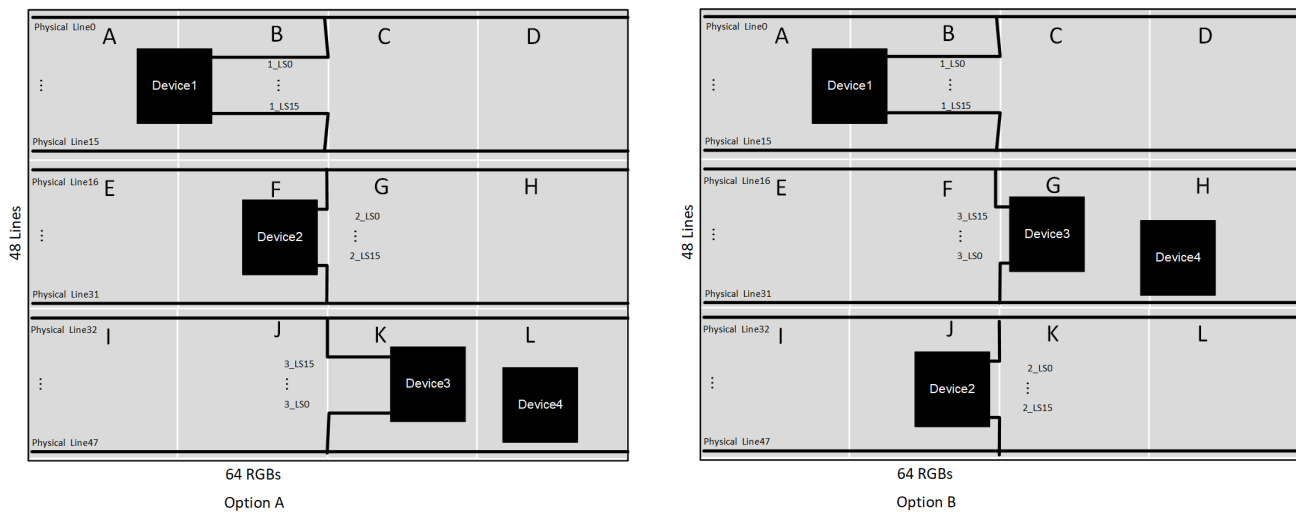 Physical Line0
A
B
C
D
Device1
1_LS0
⋮
⋮
1_LS15
Physical Line15
Physical Line16
E
F
G
H
Device2
2_LS0
⋮
⋮
2_LS15
Physical Line31
48 Lines
Physical Line32
I
J
K
L
3_LS15
Device3
⋮
⋮
3_LS0
Device4
Physical Line47
64 RGBs
Option A
Physical Line0
A
B
C
D
Device1
1_LS0
⋮
⋮
1_LS15
Physical Line15
Physical Line16
E
F
G
H
3_LS15
Device3
⋮
⋮
3_LS0
Device4
Physical Line31
48 Lines
Physical Line32
I
J
K
L
Device2
2_LS0
⋮
⋮
2_LS15
Physical Line47
64 RGBs
Option B